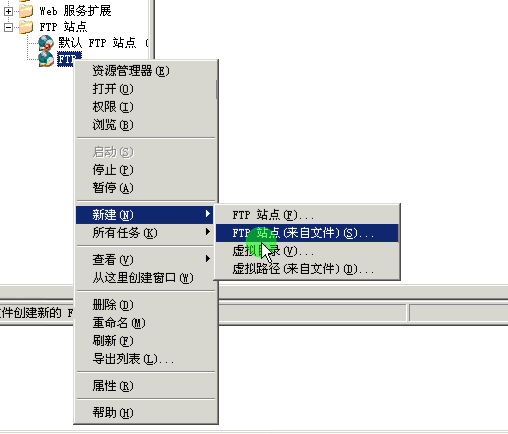 Web 服务扩展
FTP 站点
默认 FTP 站点 (
FTP
资源管理器(E)
打开(O)
权限(I)
浏览(B)
启动(S)
停止(P)
暂停(A)
新建(N)
所有任务(K)
查看(V)
从这里创建窗口(W)
删除(D)
重命名(M)
刷新(F)
导出列表(L)...
属性(R)
帮助(H)
FTP 站点(F)...
FTP 站点(来自文件)(S)...
虚拟目录(V)...
虚拟路径(来自文件)(D)...
件创建新的 F